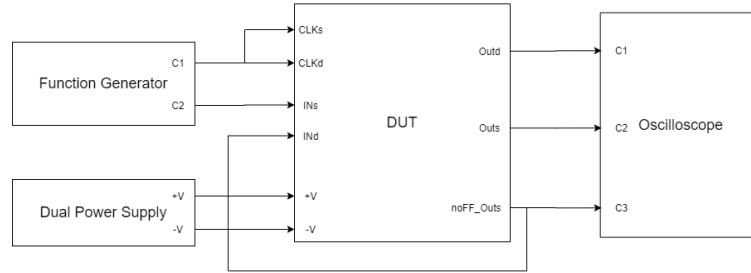 CLKs
C1
CLKd
Outd
C1
Function Generator
C2
INs
DUT
Outs
C2
Oscilloscope
INd
+V
+V
noFF_Outs
C3
Dual Power Supply
-V
-V